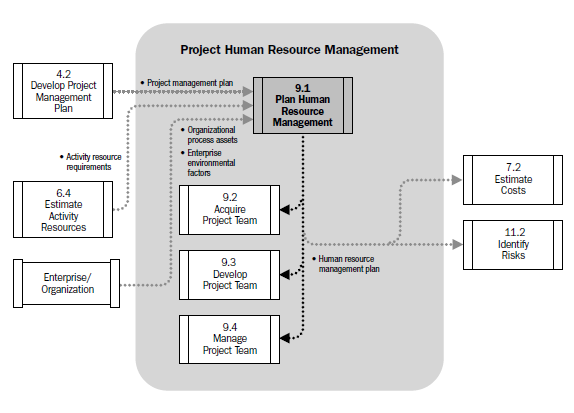 Project Human Resource Management
4.2
Develop Project
Management
Plan
• Project management plan
9.1
Plan Human
Resource
Management
• Organizational
process assets
• Enterprise
environmental
factors
• Activity resource
requirements
6.4
Estimate
Activity
Resources
9.2
Acquire
Project Team
7.2
Estimate
Costs
11.2
Identify
Risks
Enterprise/
Organization
9.3
Develop
Project Team
• Human resource
management plan
9.4
Manage
Project Team